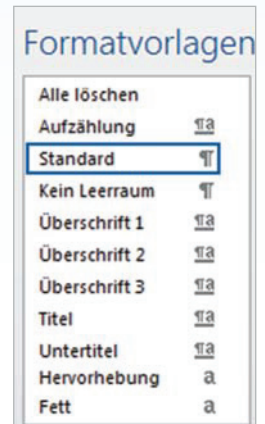 Formatvorlagen
Alle löschen
Aufzählung ¶a
Standard ¶
Kein Leerraum ¶
Überschrift 1 ¶a
Überschrift 2 ¶a
Überschrift 3 ¶a
Titel ¶a
Untertitel ¶a
Hervorhebung a
Fett a